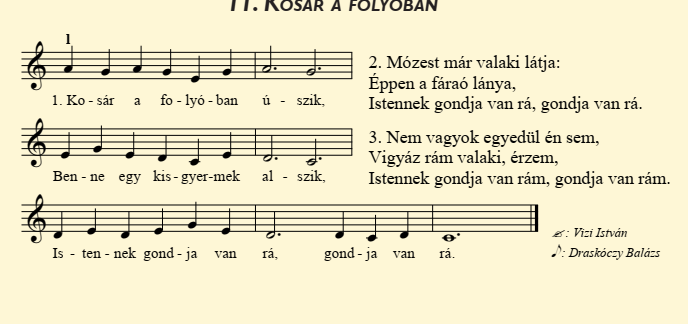 11. KOSÁR A FOLYÓBAN
l
1. Ko - sár a fo - lyó - ban ú - szik,
Ben - ne egy kis - gyer - mek al - szik,
Is - ten - nek gond - ja van rá, gond - ja van rá.
2. Mózest már valaki látja:
Éppen a fáraó lánya,
Istennek gondja van rá, gondja van rá.
3. Nem vagyok egyedül én sem,
Vigyáz rám valaki, érzem,
Istennek gondja van rám, gondja van rám.
✍: Vizi István
♪: Draskóczy Balázs